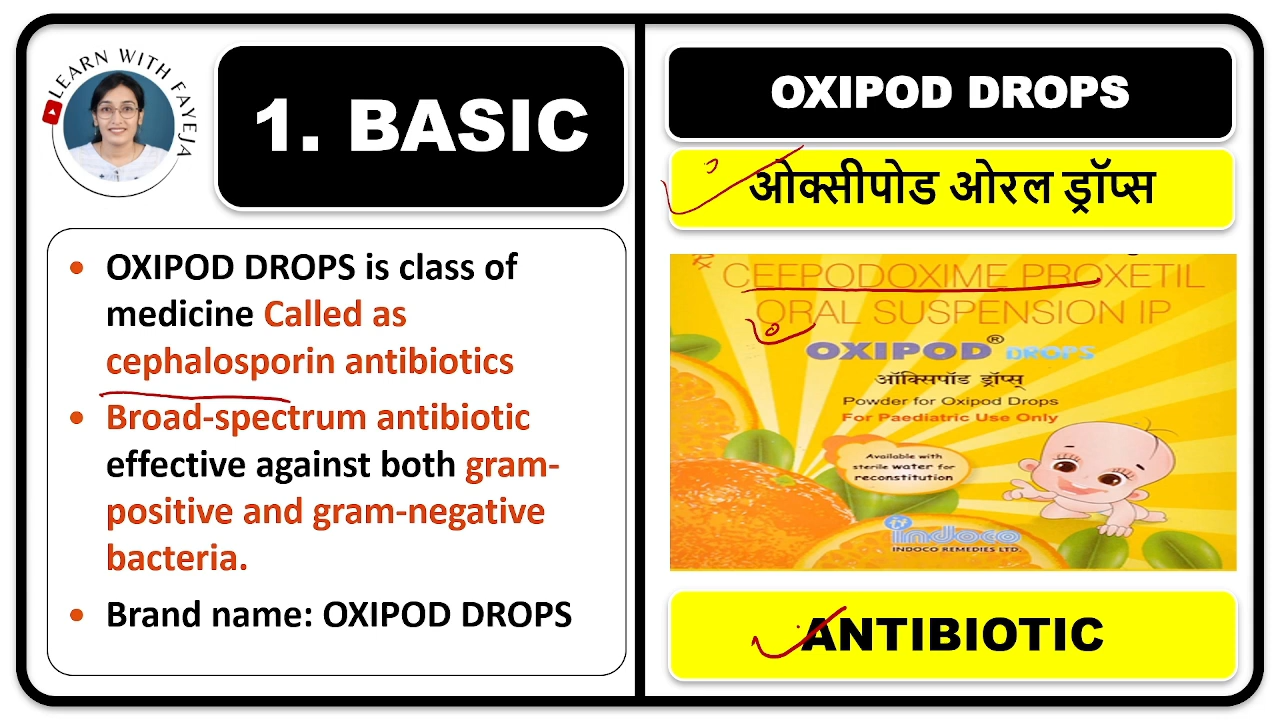 LEARN WITH FAYEJA
1. BASIC
OXIPOD DROPS is class of
medicine Called as
cephalosporin antibiotics
Broad-spectrum antibiotic
effective against both gram-
positive and gram-negative
bacteria.
Brand name: OXIPOD DROPS
OXIPOD DROPS
ओक्सीपोड ओरल ड्रॉप्स
CEFPODOXIME PROXETIL
ORAL SUSPENSION IP
OXIPOD® DROPS
ऑक्सिपॉड ड्रॉप्स्
Powder for Oxipod Drops
For Paediatric Use Only
Available with
sterile water for
reconstitution
indoco
INDOCO REMEDIES LTD.
ANTIBIOTIC